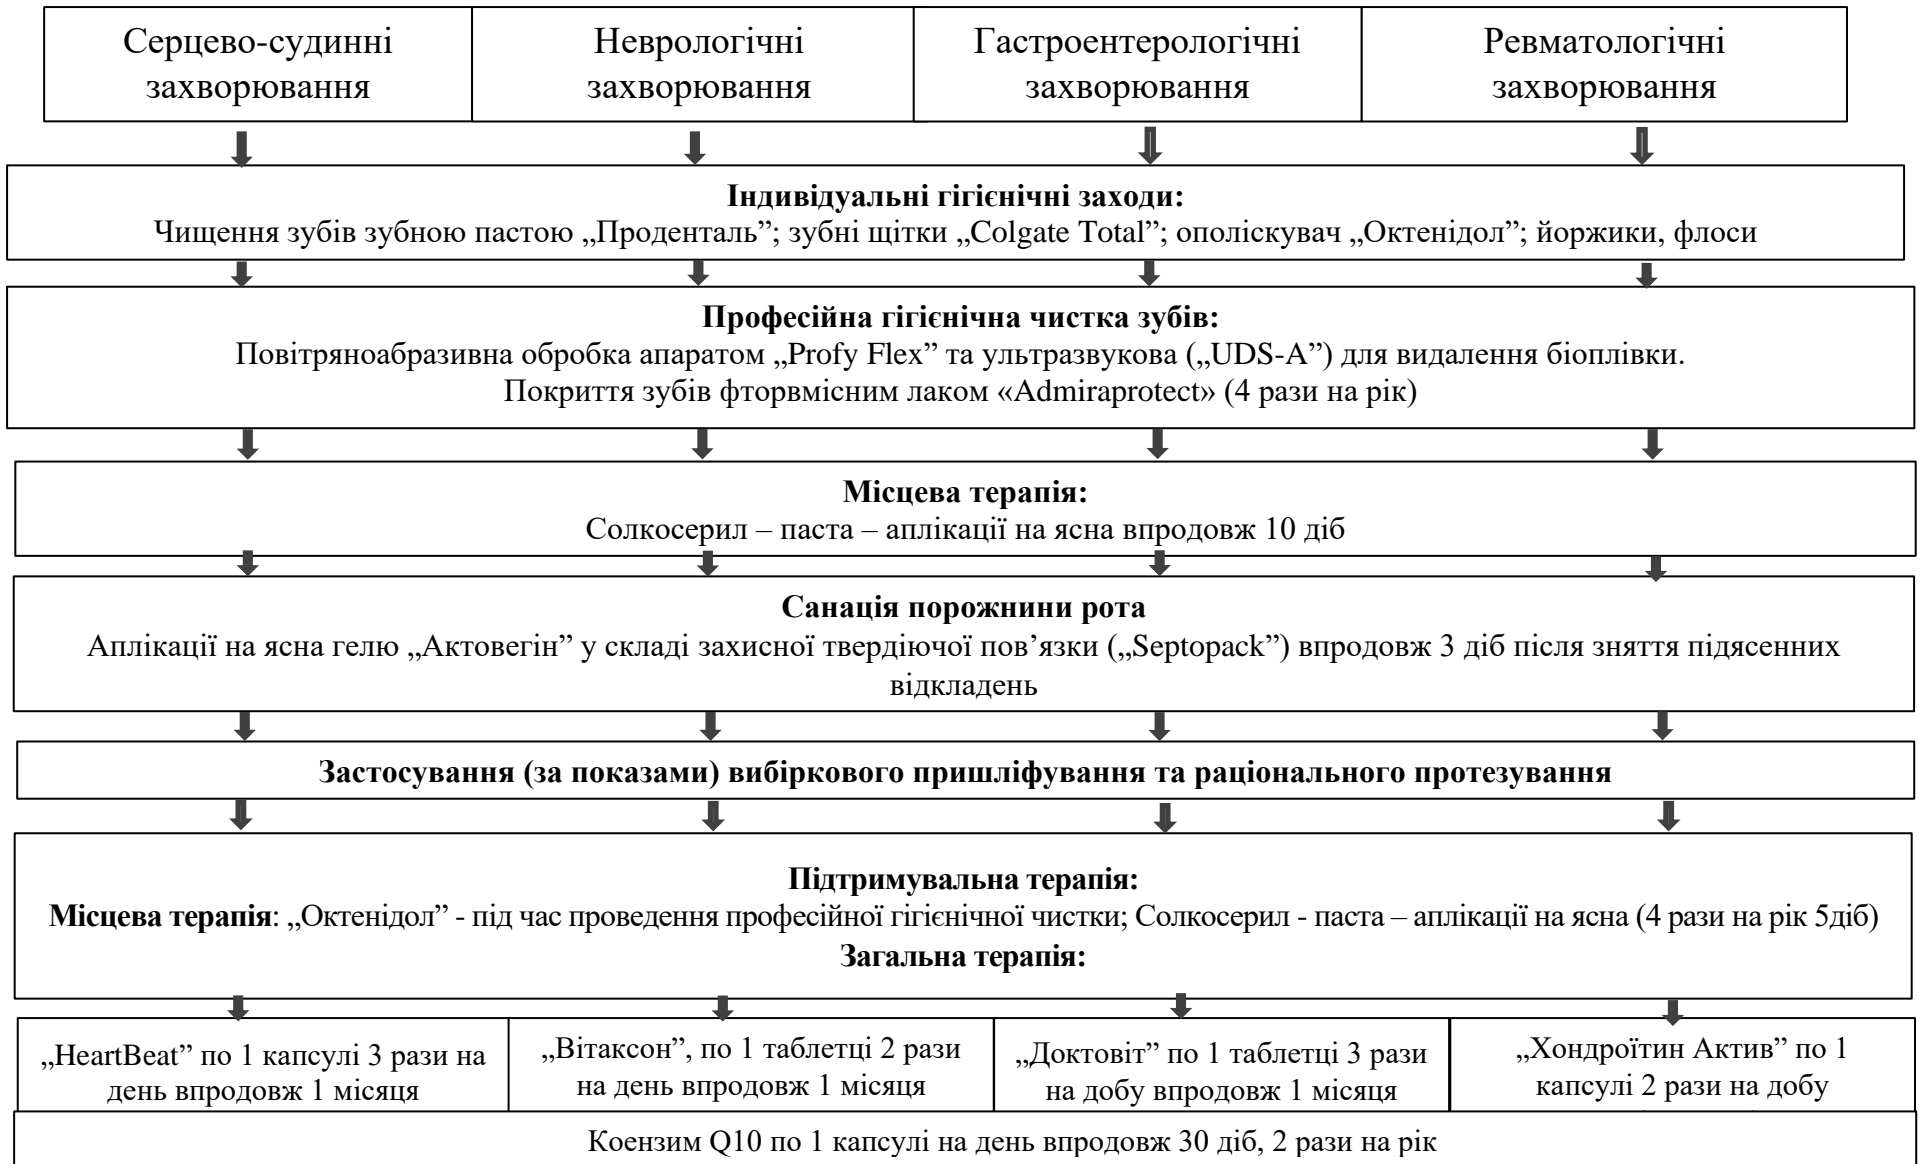 Серцево-судинні
захворювання
Неврологічні
захворювання
Гастроентерологічні
захворювання
Ревматологічні
захворювання
Індивідуальні гігієнічні заходи:
Чищення зубів зубною пастою „Проденталь”; зубні щітки „Colgate Total”; ополіскувач „Октенідол”; йоржики, флоси
Професійна гігієнічна чистка зубів:
Повітряноабразивна обробка апаратом „Profy Flex” та ультразвукова („UDS-A”) для видалення біоплівки.
Покриття зубів фторвмісним лаком «Admiraprotect» (4 рази на рік)
Місцева терапія:
Солкосерил – паста – аплікації на ясна впродовж 10 діб
Санація порожнини рота
Аплікації на ясна гелю „Актовегін” у складі захисної твердіючої пов’язки („Septopack”) впродовж 3 діб після зняття підясенних
відкладень
Застосування (за показами) вибіркового пришліфування та раціонального протезування
Підтримувальна терапія:
Місцева терапія: „Октенідол” - під час проведення професійної гігієнічної чистки; Солкосерил - паста – аплікації на ясна (4 рази на рік 5діб)
Загальна терапія:
„HeartBeat” по 1 капсулі 3 рази на
день впродовж 1 місяця
„Вітаксон”, по 1 таблетці 2 рази
на день впродовж 1 місяця
„Доктовіт” по 1 таблетці 3 рази
на добу впродовж 1 місяця
„Хондроїтин Актив” по 1
капсулі 2 рази на добу
Коензим Q10 по 1 капсулі на день впродовж 30 діб, 2 рази на рік